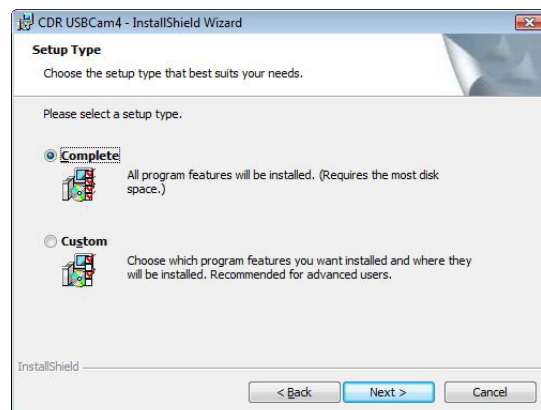 CDR USBCam4 - InstallShield Wizard
Setup Type
Choose the setup type that best suits your needs.
Please select a setup type.
Complete
All program features will be installed. (Requires the most disk
space.)
Custom
Choose which program features you want installed and where they
will be installed. Recommended for advanced users.
InstallShield
< Back
Next >
Cancel